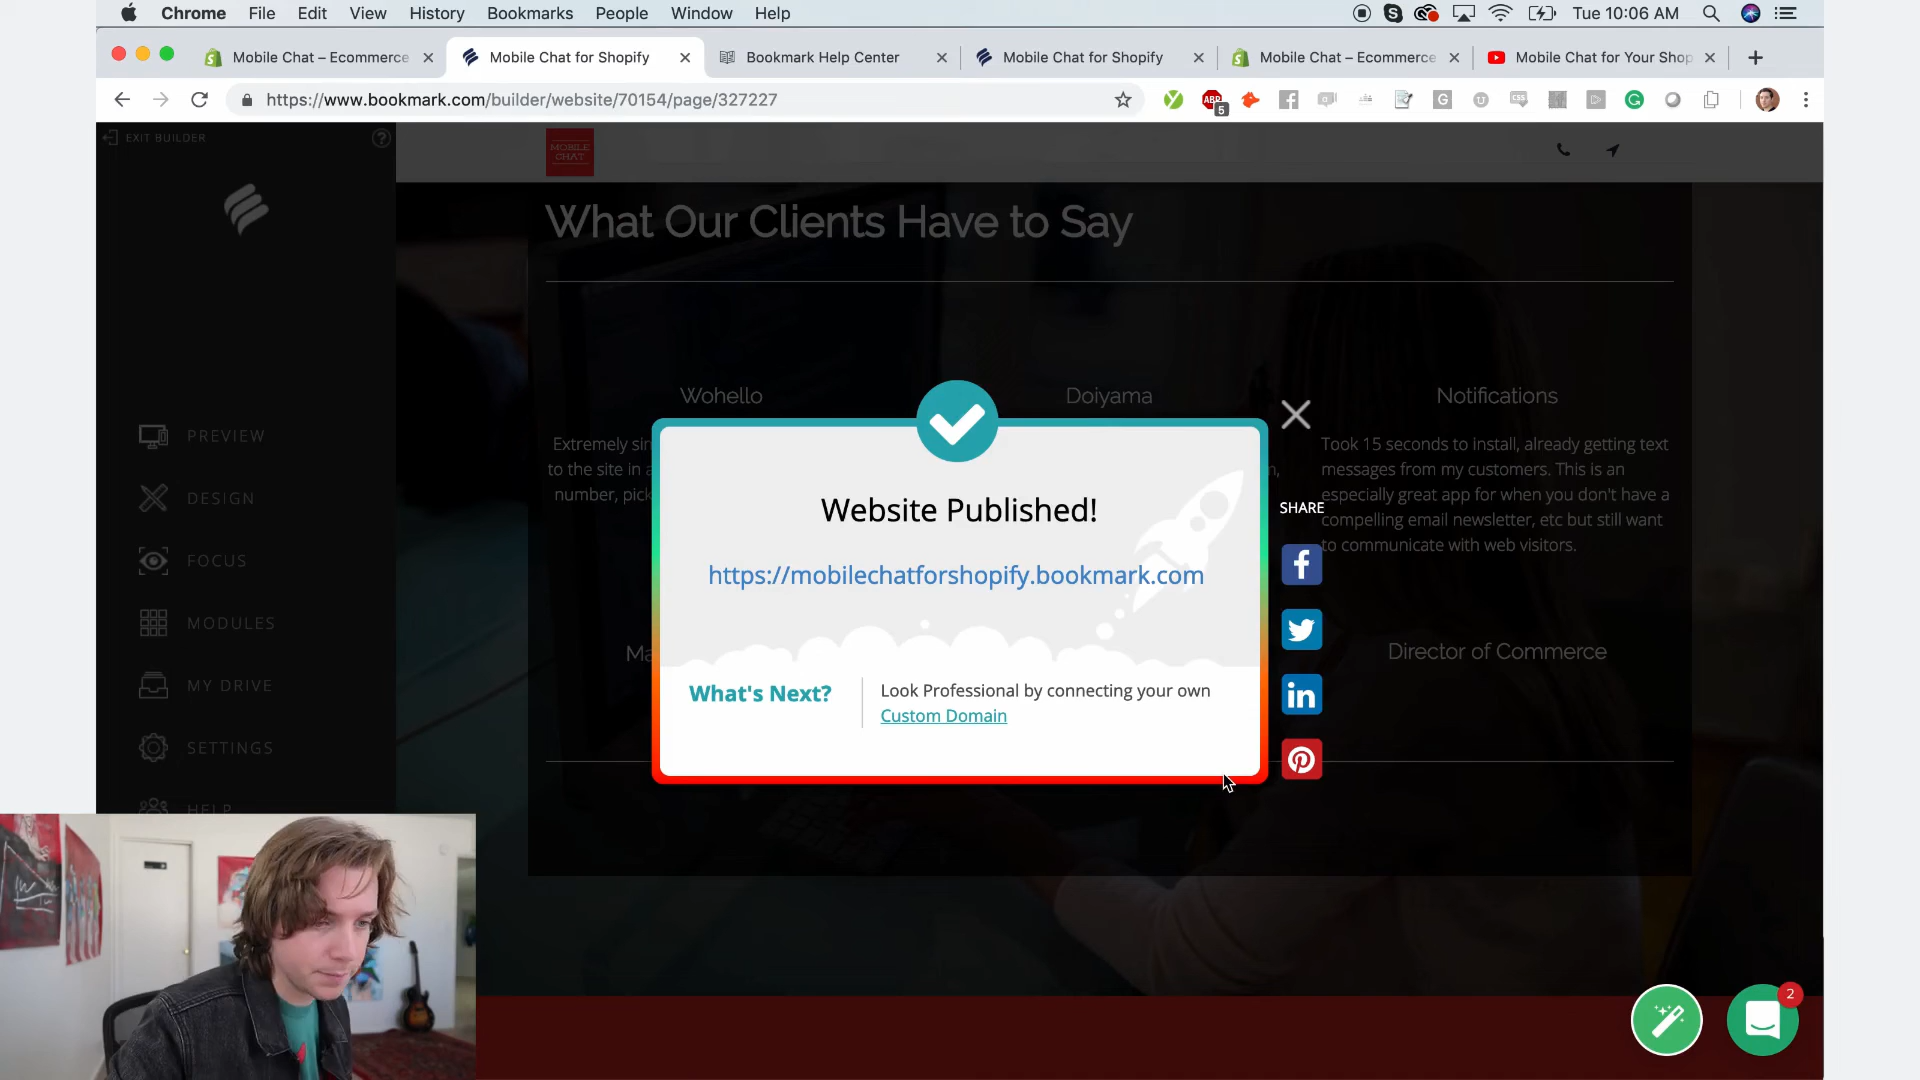 Chrome File Edit View History Bookmarks People Window Help Tue 10:06 AM
Mobile Chat – Ecommerce Mobile Chat for Shopify Bookmark Help Center Mobile Chat for Shopify Mobile Chat – Ecommerce Mobile Chat for Your Shop
https://www.bookmark.com/builder/website/70154/page/327227
ABP
5
EXIT BUILDER
MOBILE
CHAT
What Our Clients Have to Say
PREVIEW
DESIGN
FOCUS
MODULES
MY DRIVE
SETTINGS
HELP
Wohello
Extremely
to the site in
number, pick
Doiyama
Notifications
Took 15 seconds to install, already getting text
messages from my customers. This is an
especially great app for when you don't have a
compelling email newsletter, etc but still want
to communicate with web visitors.
Director of Commerce
Website Published!
https://mobilechatforshopify.bookmark.com
What's Next?
Look Professional by connecting your own
Custom Domain
SHARE
2